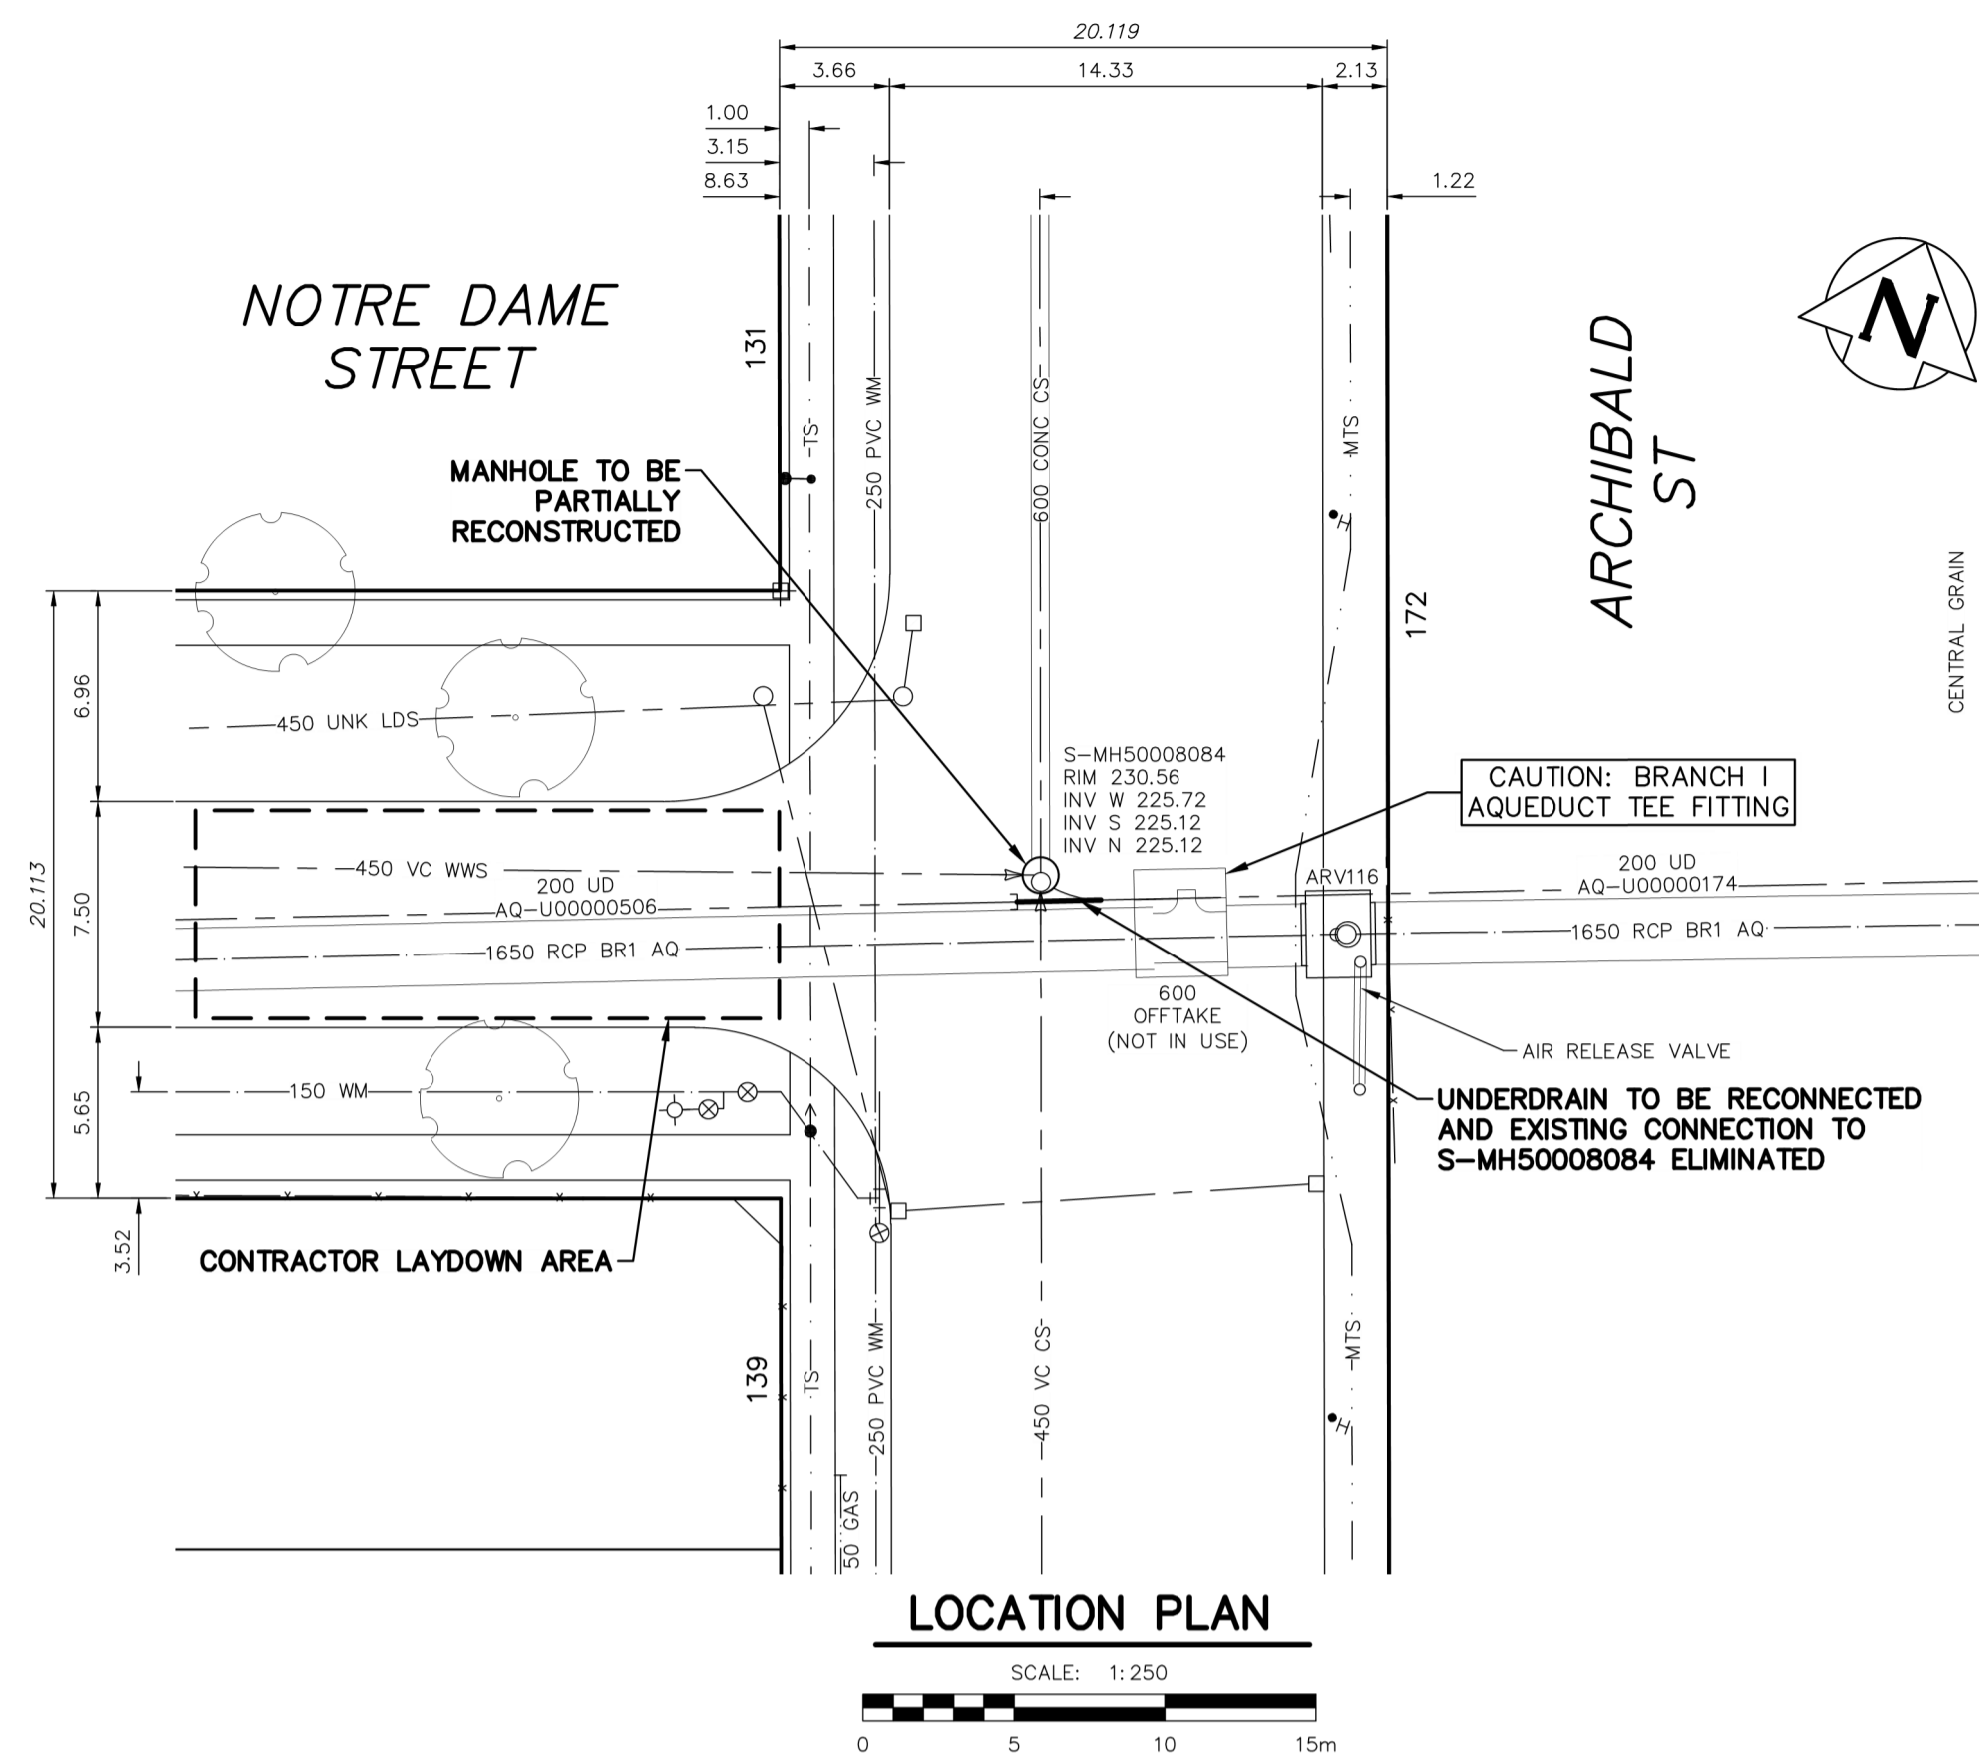 20.119
3.66
14.33
2.13
1.00
3.15
8.63
1.22
NOTRE DAME
STREET
131
TS
250 PVC WM
600 CONC CS
MTS
ARCHIBALD
ST
N
MANHOLE TO BE
PARTIALLY
RECONSTRUCTED
H
172
CENTRAL GRAIN
6.96
450 UNK LDS
S-MH50008084
RIM 230.56
INV W 225.72
INV S 225.12
INV N 225.12
CAUTION: BRANCH I
AQUEDUCT TEE FITTING
20.113
7.50
450 VC WWS
200 UD
AQ-U00000506
1650 RCP BR1 AQ
ARV116
200 UD
AQ-U00000174
1650 RCP BR1 AQ
600
OFFTAKE
(NOT IN USE)
AIR RELEASE VALVE
5.65
150 WM
UNDERDRAIN TO BE RECONNECTED
AND EXISTING CONNECTION TO
S-MH50008084 ELIMINATED
3.52
CONTRACTOR LAYDOWN AREA
139
TS
250 PVC WM
450 VC CS
MTS
H
50 GAS
LOCATION PLAN
SCALE: 1:250
0 5 10 15m